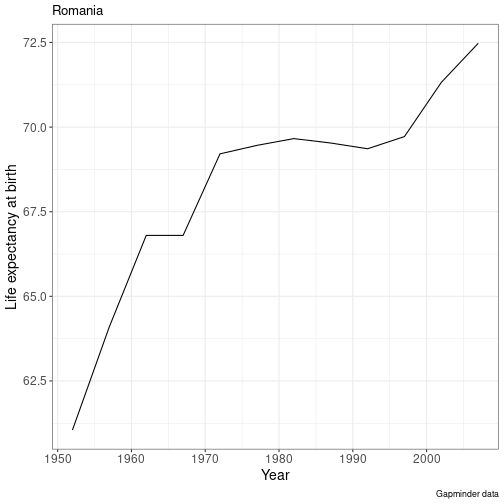 Romania
72.5
70.0
67.5
65.0
62.5
Life expectancy at birth
1950 1960 1970 1980 1990 2000
Year
Gapminder data